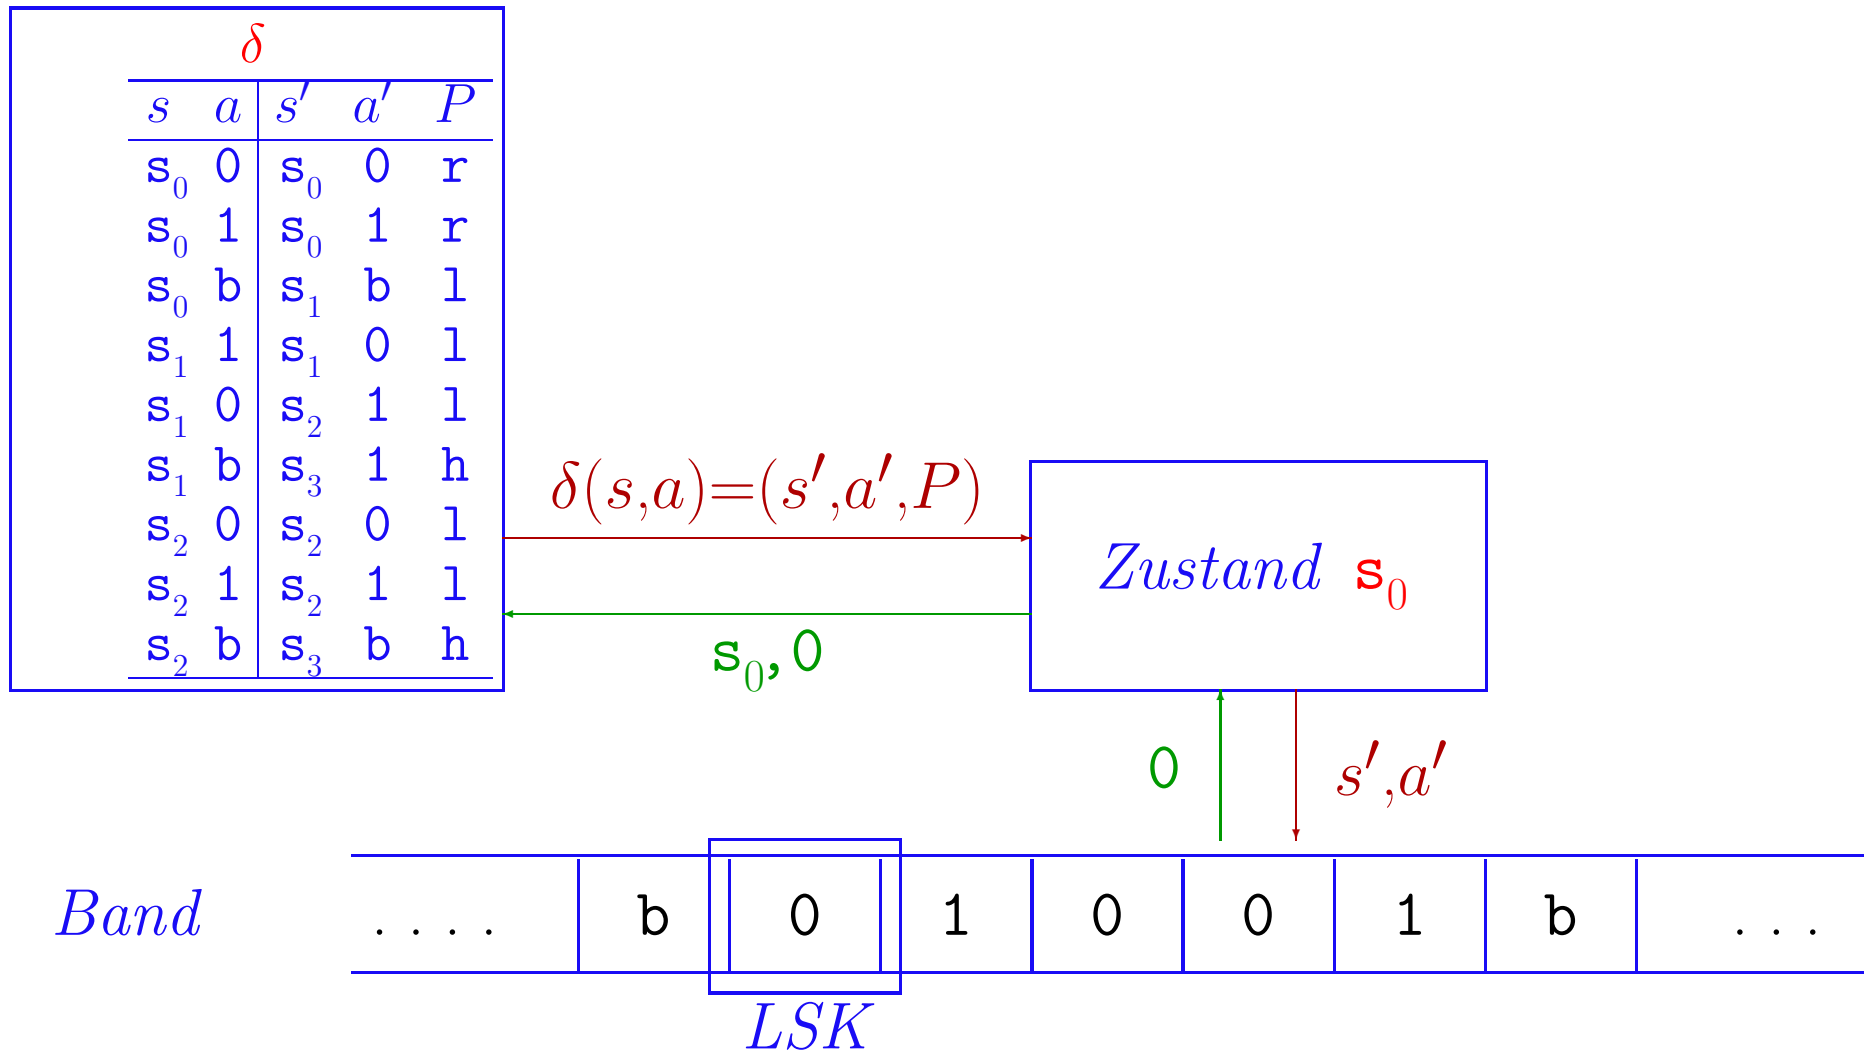 δ
s a s′ a′ P
s₀ 0 s₀ 0 r
s₀ 1 s₀ 1 r
s₀ b s₁ b l
s₁ 1 s₁ 0 l
s₁ 0 s₂ 1 l
s₁ b s₃ 1 h
s₂ 0 s₂ 0 l
s₂ 1 s₂ 1 l
s₂ b s₃ b h
δ(s,a)=(s′,a′,P)
Zustand s₀
s₀,0
0
s′,a′
Band
. . . . b 0 1 0 0 1 b . . .
LSK